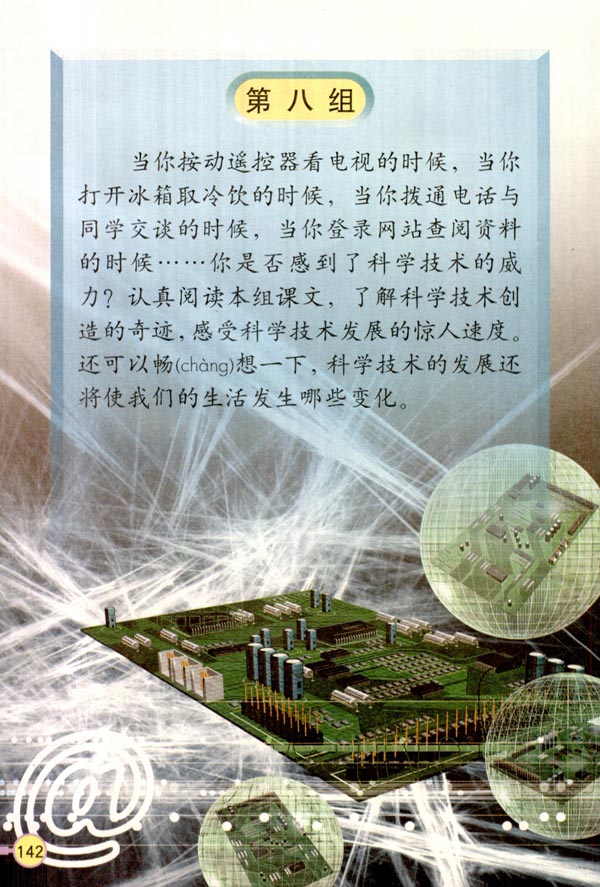 第八组
当你按动遥控器看电视的时候，当你
打开冰箱取冷饮的时候，当你拨通电话与
同学交谈的时候，当你登录网站查阅资料
的时候……你是否感到了科学技术的威
力？认真阅读本组课文，了解科学技术创
造的奇迹，感受科学技术发展的惊人速度。
还可以畅(chàng)想一下，科学技术的发展还
将使我们的生活发生哪些变化。
@
142